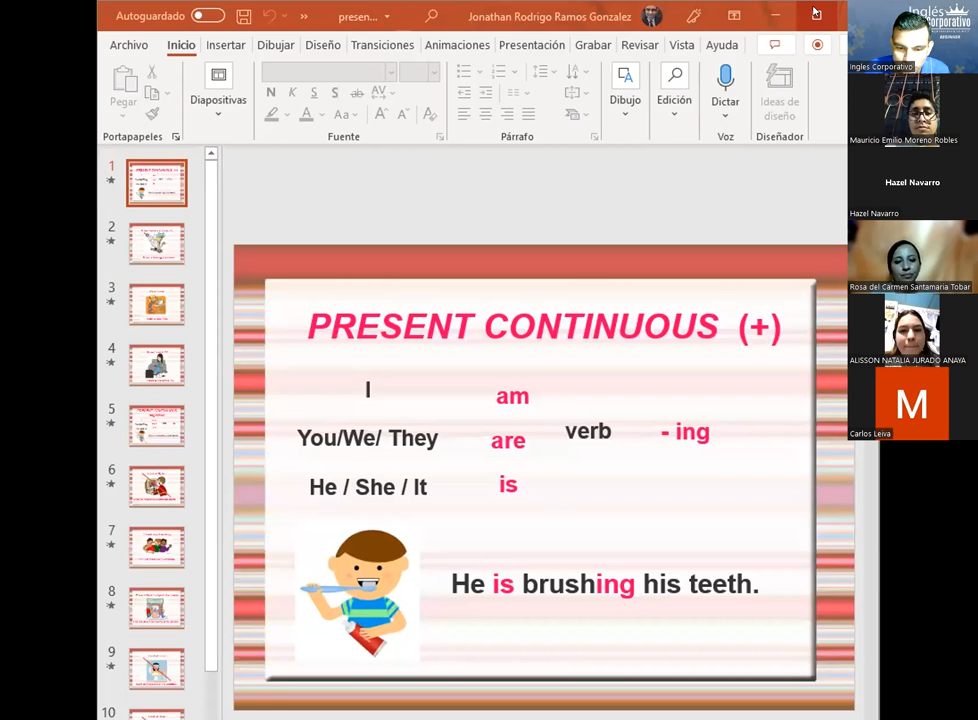 Autoguardado
presen...
Jonathan Rodrigo Ramos Gonzalez
Archivo Inicio Insertar Dibujar Diseño Transiciones Animaciones Presentación Grabar Revisar Vista Ayuda
Pegar
Diapositivas
N K S S ab AV
A Aa A A
Dibujo
Edición
Dictar
Ideas de
diseño
Portapapeles
Fuente
Párrafo
Voz
Diseñador
1
2
3
4
5
6
7
8
9
10
PRESENT CONTINUOUS (+)
I am
You/We/ They are verb - ing
He / She / It is
He is brushing his teeth.
Inglés
Corporativo
BEGINNER
Ingles Corporativo
Mauricio Emilio Moreno Robles
Hazel Navarro
Hazel Navarro
Rosa del Carmen Santamaria Tobar
ALISSON NATALIA JURADO ANAYA
M
Carlos Leiva